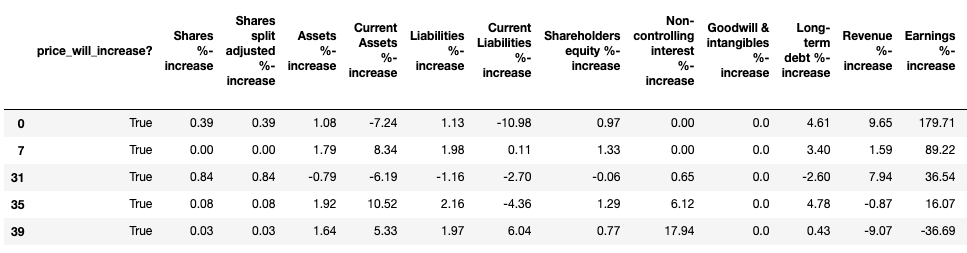 price_will_increase? Shares %- increase Shares split adjusted %- increase Assets %- increase Current Assets %- increase Liabilities %- increase Current Liabilities %- increase Shareholders equity %- increase Non- controlling interest %- increase Goodwill & intangibles %- increase Long- term debt %- increase Revenue %- increase Earnings %- increase
0 True 0.39 0.39 1.08 -7.24 1.13 -10.98 0.97 0.00 0.0 4.61 9.65 179.71
7 True 0.00 0.00 1.79 8.34 1.98 0.11 1.33 0.00 0.0 3.40 1.59 89.22
31 True 0.84 0.84 -0.79 -6.19 -1.16 -2.70 -0.06 0.65 0.0 -2.60 7.94 36.54
35 True 0.08 0.08 1.92 10.52 2.16 -4.36 1.29 6.12 0.0 4.78 -0.87 16.07
39 True 0.03 0.03 1.64 5.33 1.97 6.04 0.77 17.94 0.0 0.43 -9.07 -36.69